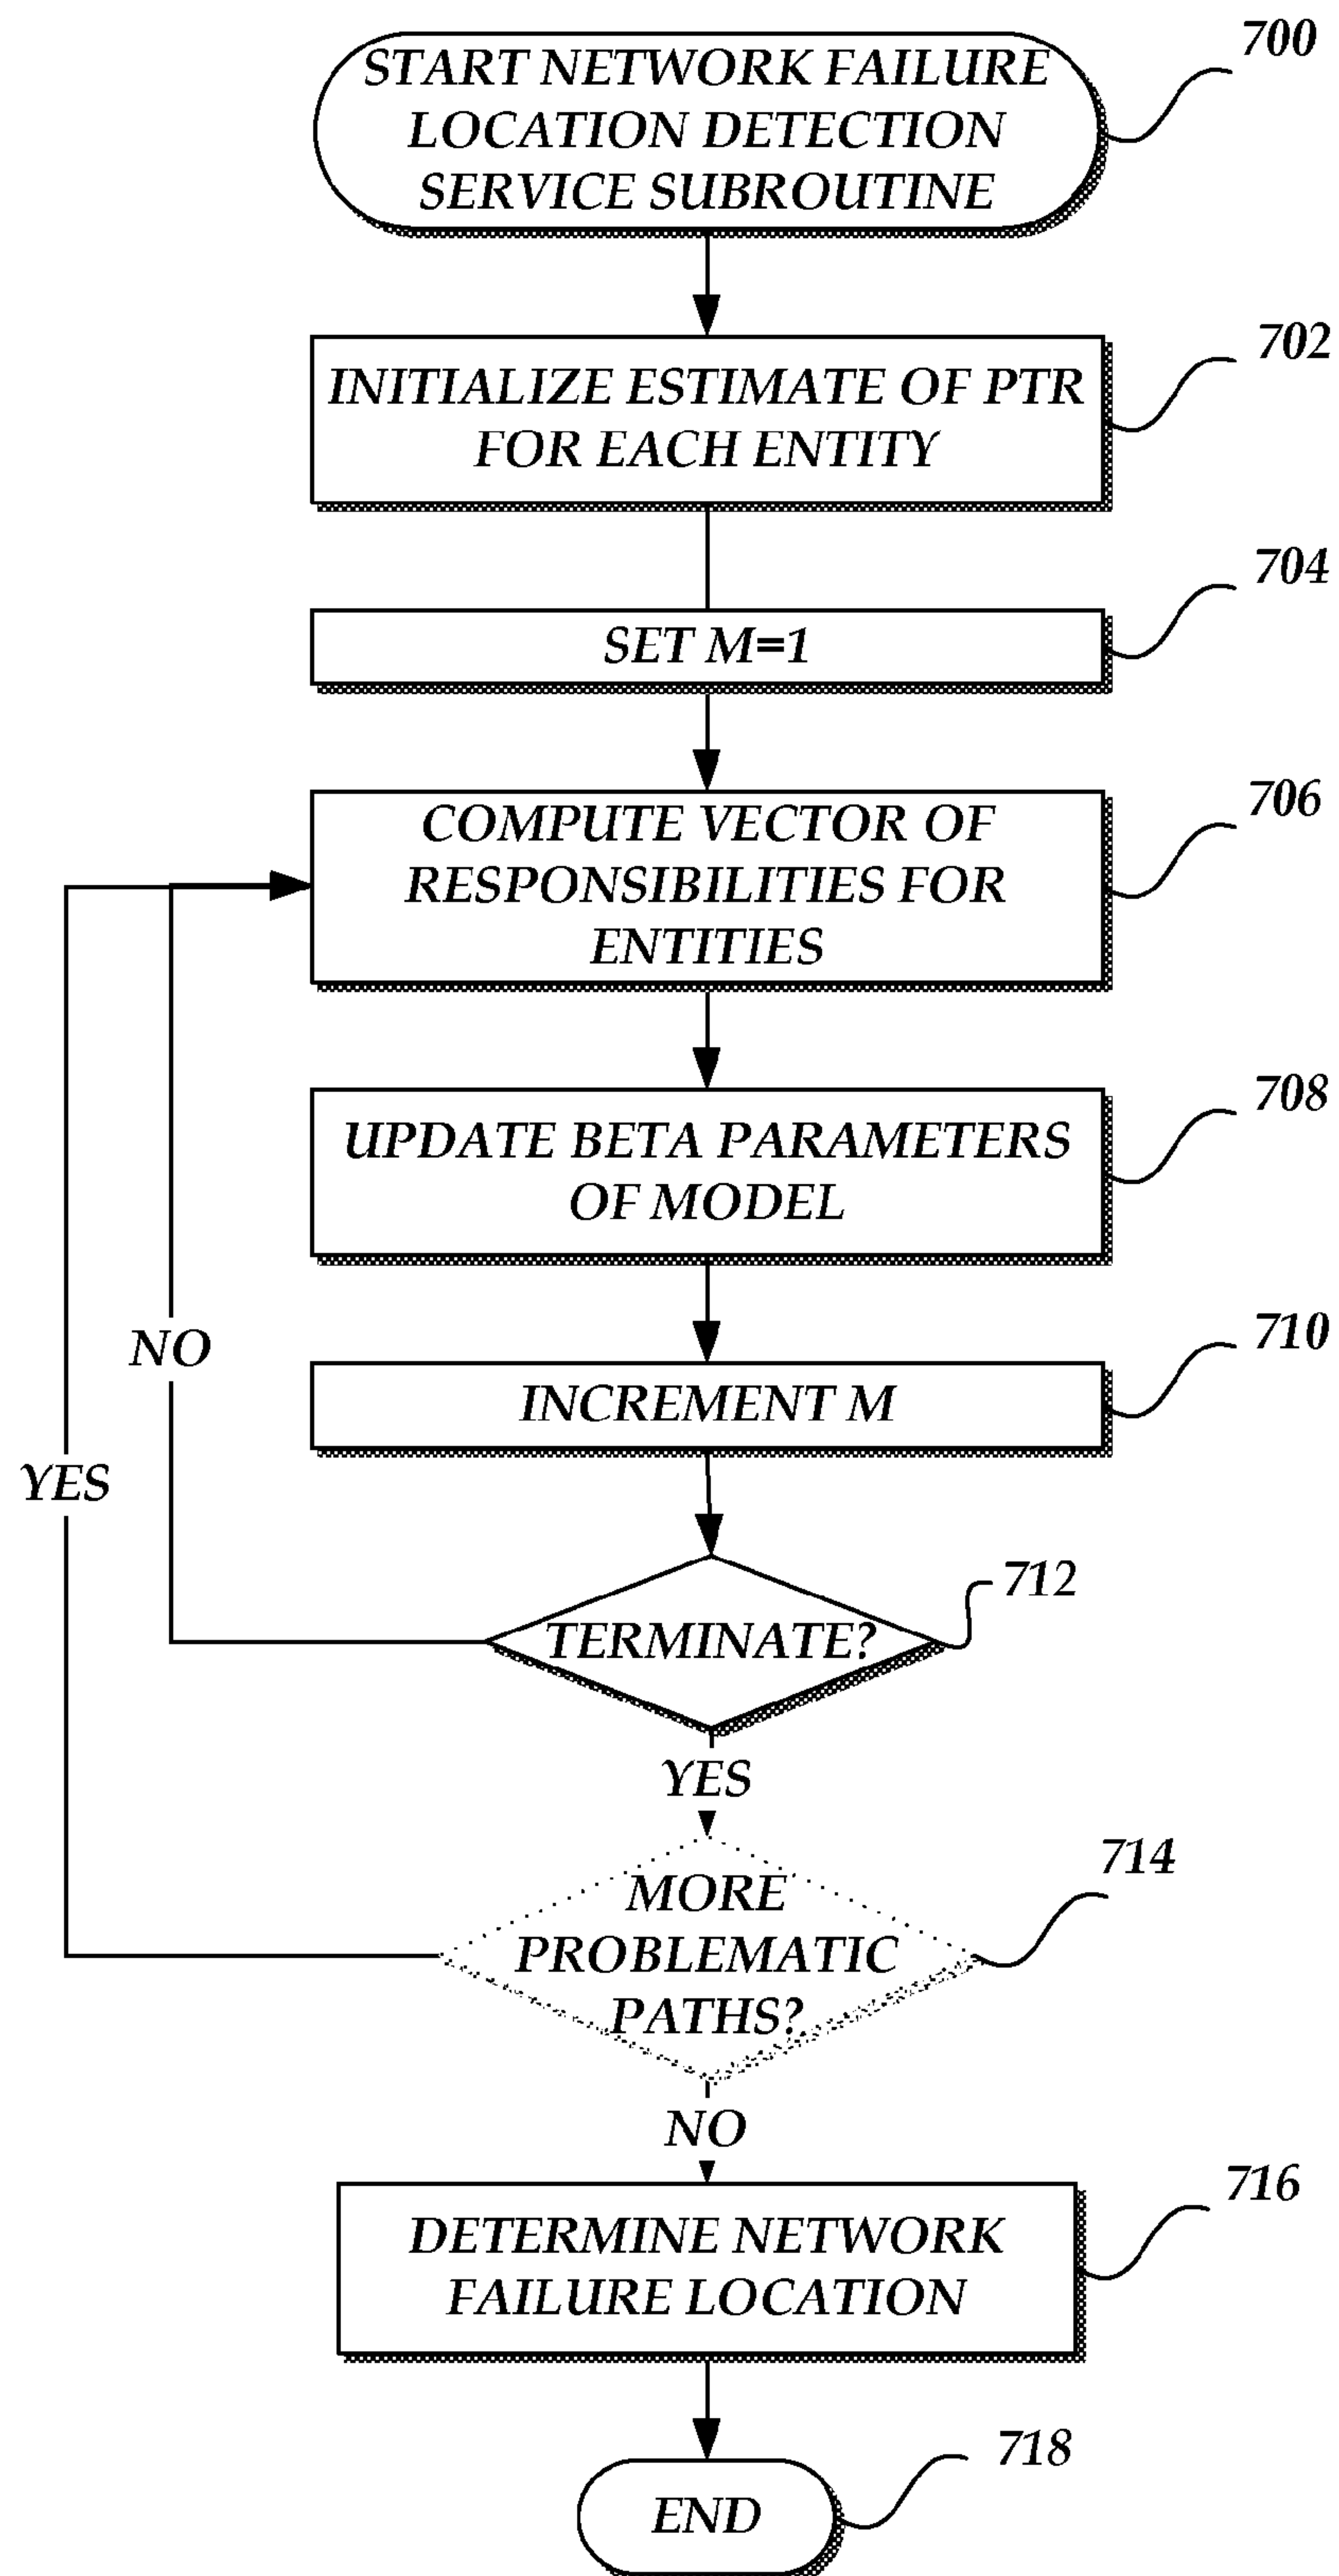 START NETWORK FAILURE
LOCATION DETECTION
SERVICE SUBROUTINE
700
INITIALIZE ESTIMATE OF PTR
FOR EACH ENTITY
702
SET M=1
704
COMPUTE VECTOR OF
RESPONSIBILITIES FOR
ENTITIES
706
UPDATE BETA PARAMETERS
OF MODEL
708
INCREMENT M
710
NO
YES
TERMINATE?
712
YES
MORE
PROBLEMATIC
PATHS?
714
NO
DETERMINE NETWORK
FAILURE LOCATION
716
END
718